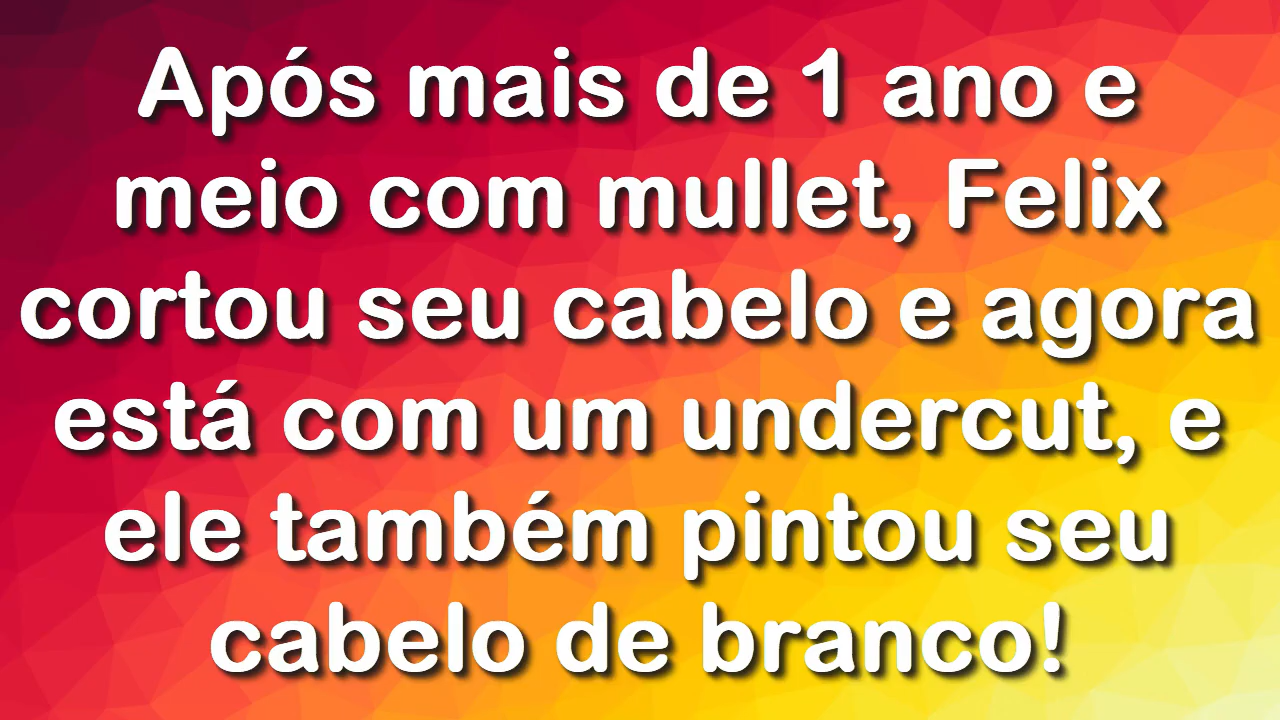 Após mais de 1 ano e
meio com mullet, Felix
cortou seu cabelo e agora
está com um undercut, e
ele também pintou seu
cabelo de branco!